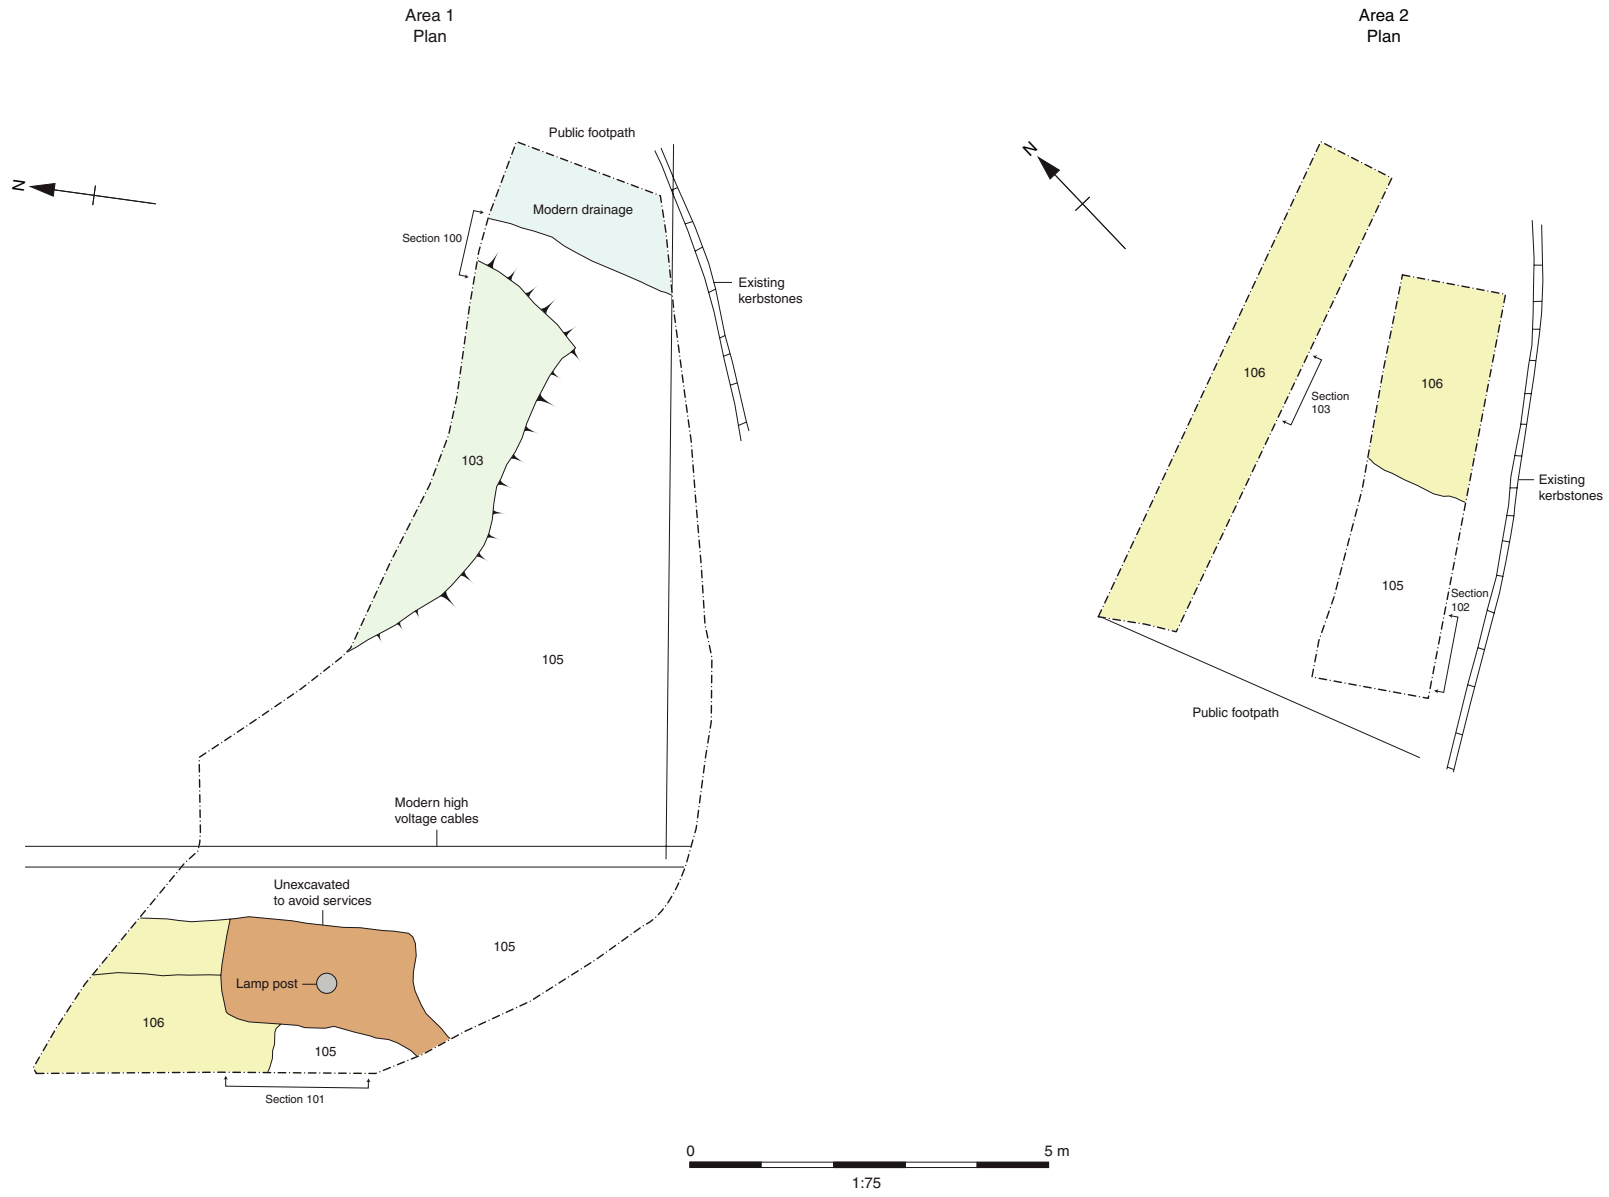 Area 1
Plan
Area 2
Plan
Public footpath
N
N
Modern drainage
Section 100
Existing
kerbstones
103
106
106
Section
103
Existing
kerbstones
105
Section
102
105
Public footpath
Modern high
voltage cables
Unexcavated
to avoid services
105
Lamp post
106
105
Section 101
0
5 m
1:75